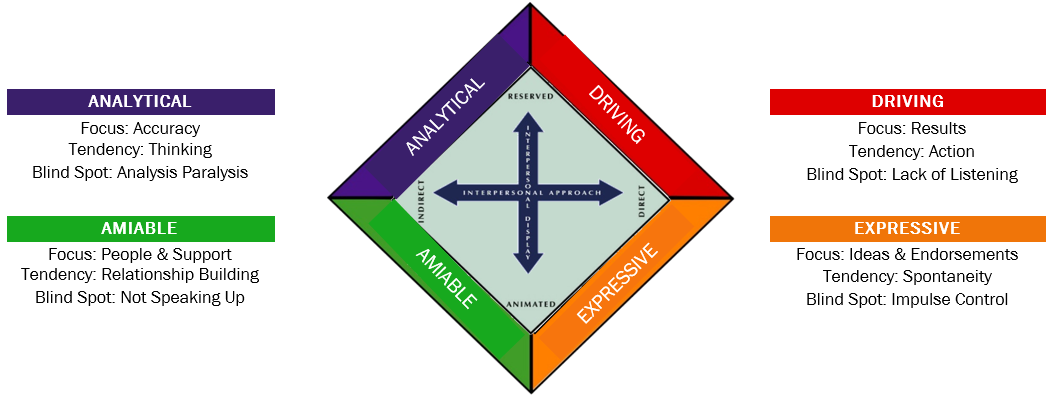 ANALYTICAL
Focus: Accuracy
Tendency: Thinking
Blind Spot: Analysis Paralysis
AMIABLE
Focus: People & Support
Tendency: Relationship Building
Blind Spot: Not Speaking Up
ANALYTICAL
DRIVING
RESERVED
INTERPERSONAL DISPLAY
INTERPERSONAL APPROACH
INDIRECT
DIRECT
ANIMATED
AMIABLE
EXPRESSIVE
DRIVING
Focus: Results
Tendency: Action
Blind Spot: Lack of Listening
EXPRESSIVE
Focus: Ideas & Endorsements
Tendency: Spontaneity
Blind Spot: Impulse Control